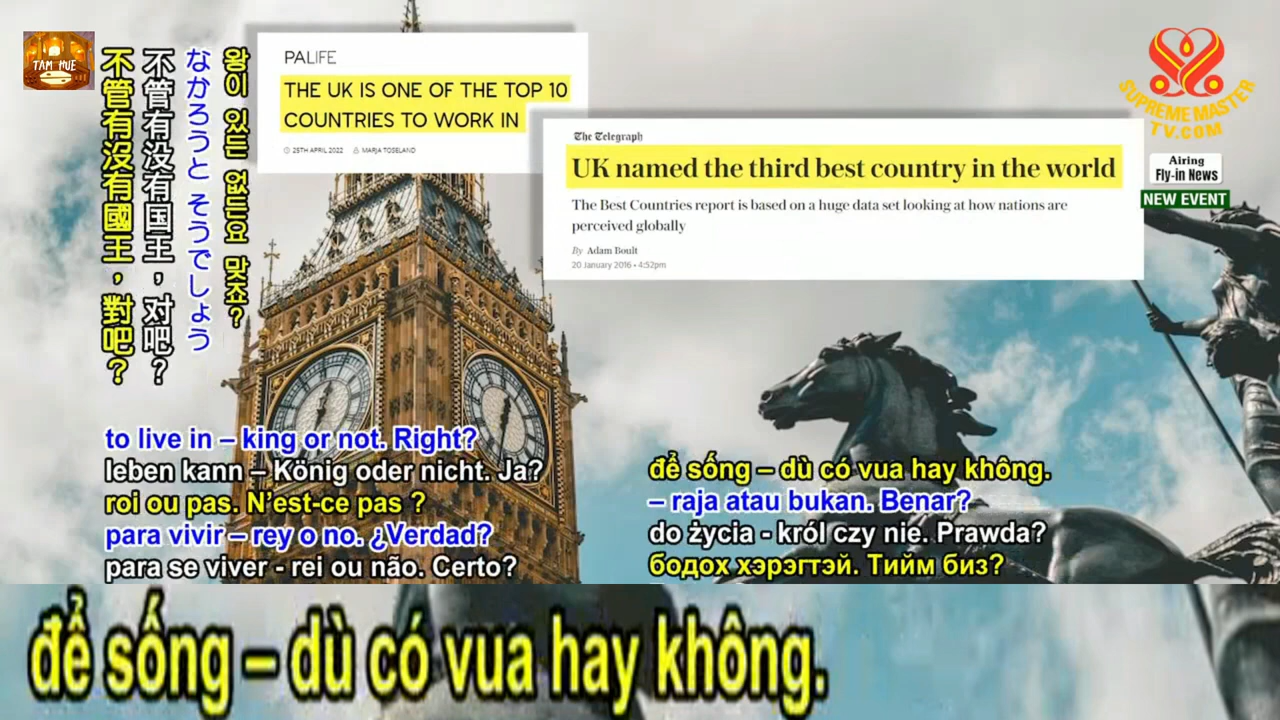 TÂM HUE
不管有沒有國王，對吧？
不管有没有国王，对吧？
なかろうと そうでしょう
왕이 있든 없든요 맞죠?
PALIFE
THE UK IS ONE OF THE TOP 10
COUNTRIES TO WORK IN
25TH APRIL 2022 MARJA TOSELAND
The Telegraph
UK named the third best country in the world
The Best Countries report is based on a huge data set looking at how nations are
perceived globally
By Adam Boult
20 January 2016 • 4:52pm
SUPREME MASTER
TV.COM
Airing
Fly-in News
NEW EVENT
to live in – king or not. Right?
leben kann – König oder nicht. Ja?
roi ou pas. N’est-ce pas ?
para vivir – rey o no. ¿Verdad?
para se viver - rei ou não. Certo?
để sống – dù có vua hay không.
– raja atau bukan. Benar?
do życia - król czy nie. Prawda?
бодох хэрэгтэй. Тийм биз?
để sống – dù có vua hay không.